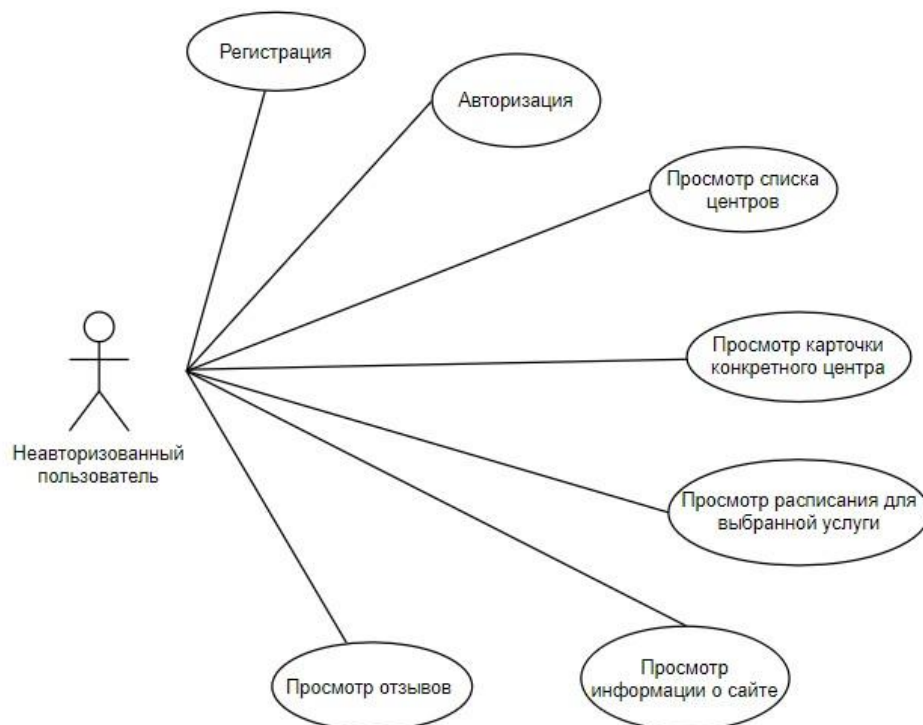 Регистрация
Авторизация
Просмотр списка
центров
Просмотр карточки
конкретного центра
Неавторизованный
пользователь
Просмотр расписания для
выбранной услуги
Просмотр отзывов
Просмотр
информации о сайте